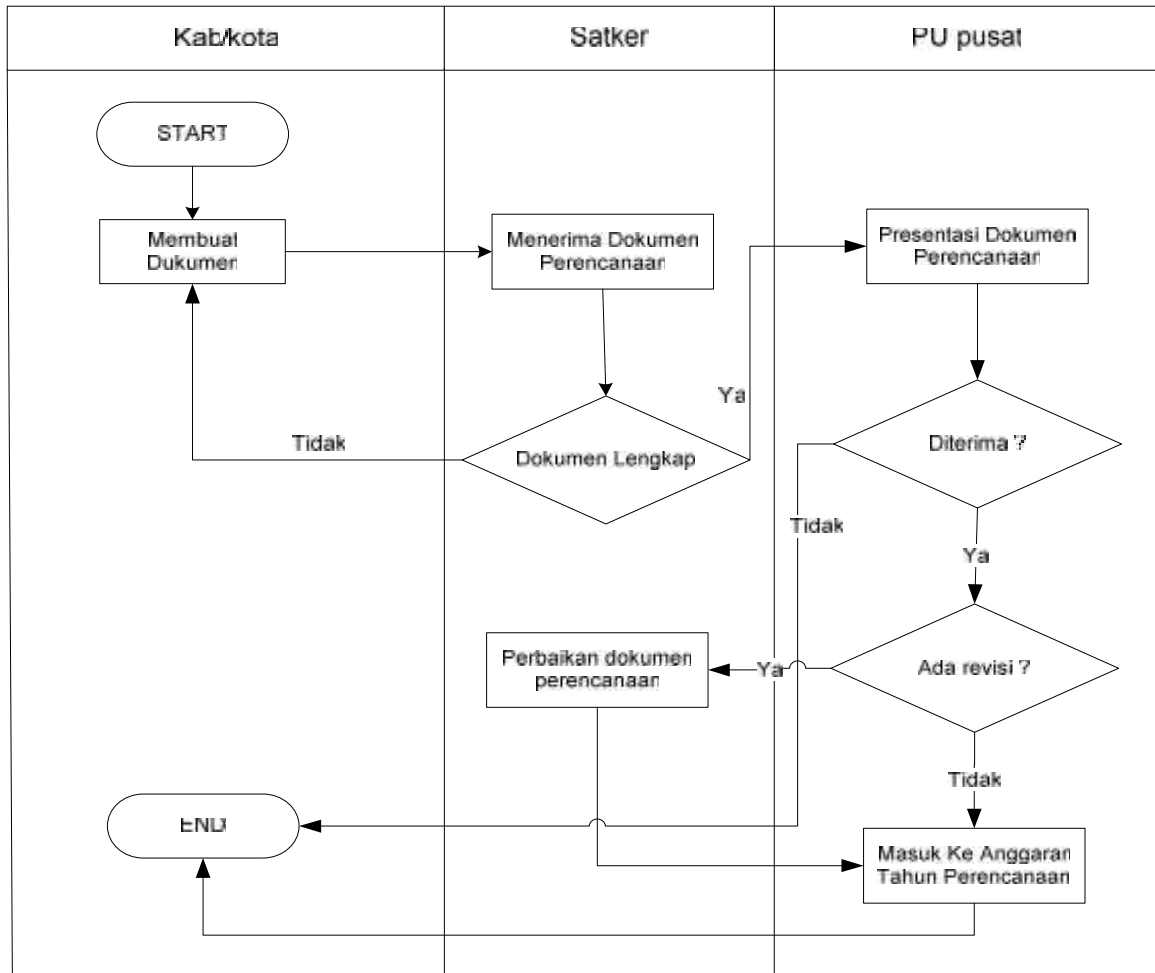 Kab/kota
Satker
PU pusat
START
Membuat
Dukumen
Menerima Dokumen
Perencanaan
Presentasi Dokumen
Perencanaan
Ya
Tidak
Dokumen Lengkap
Diterima ?
Tidak
Ya
Perbaikan dokumen
perencanaan
Ya
Ada revisi ?
Tidak
END
Masuk Ke Anggaran
Tahun Perencanaan